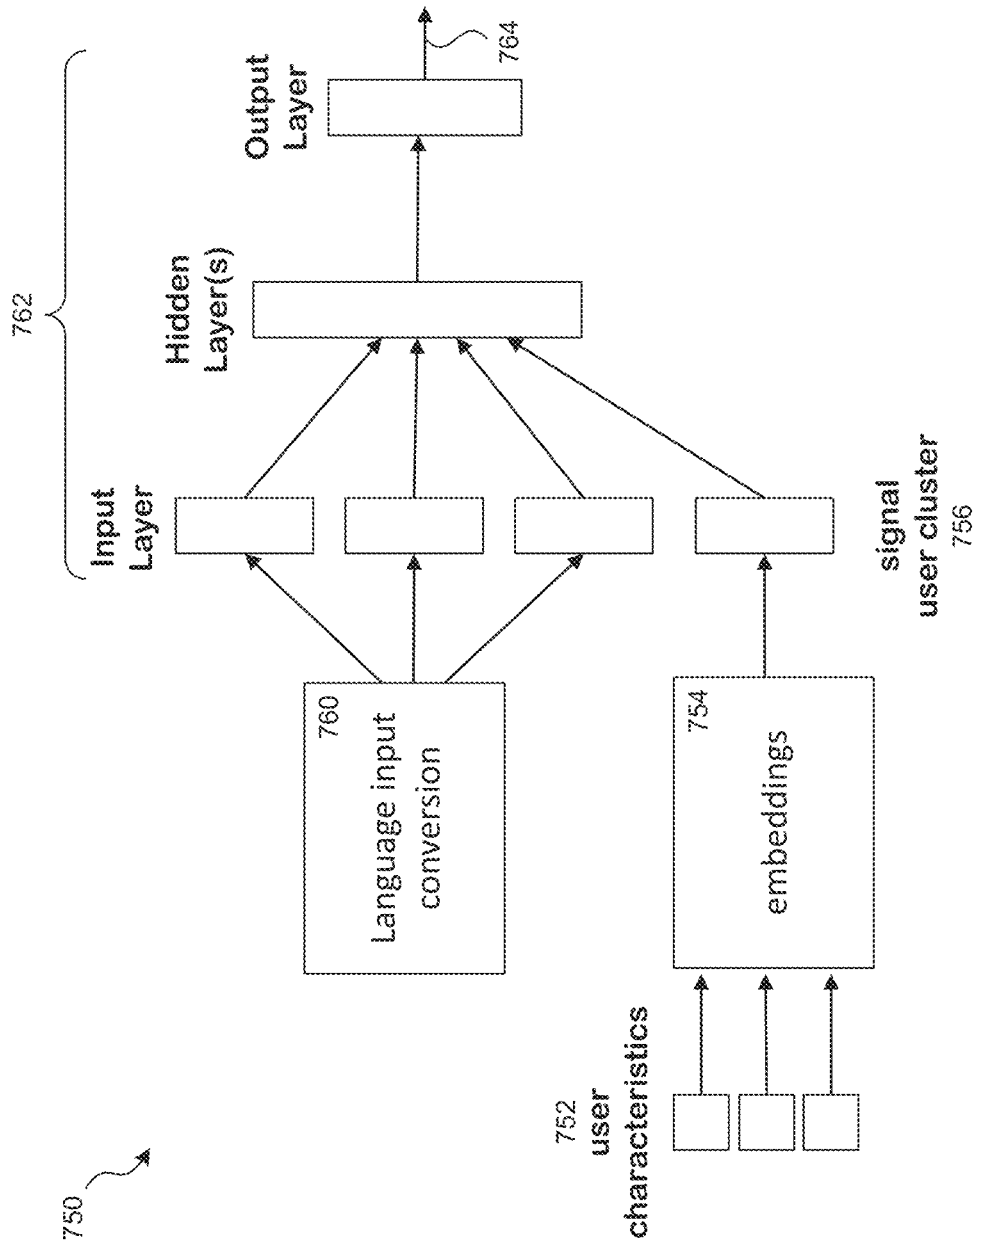 750
762
Input
Layer
Hidden
Layer(s)
Output
Layer
764
760
Language input
conversion
752
user
characteristics
754
embeddings
signal
user cluster
756